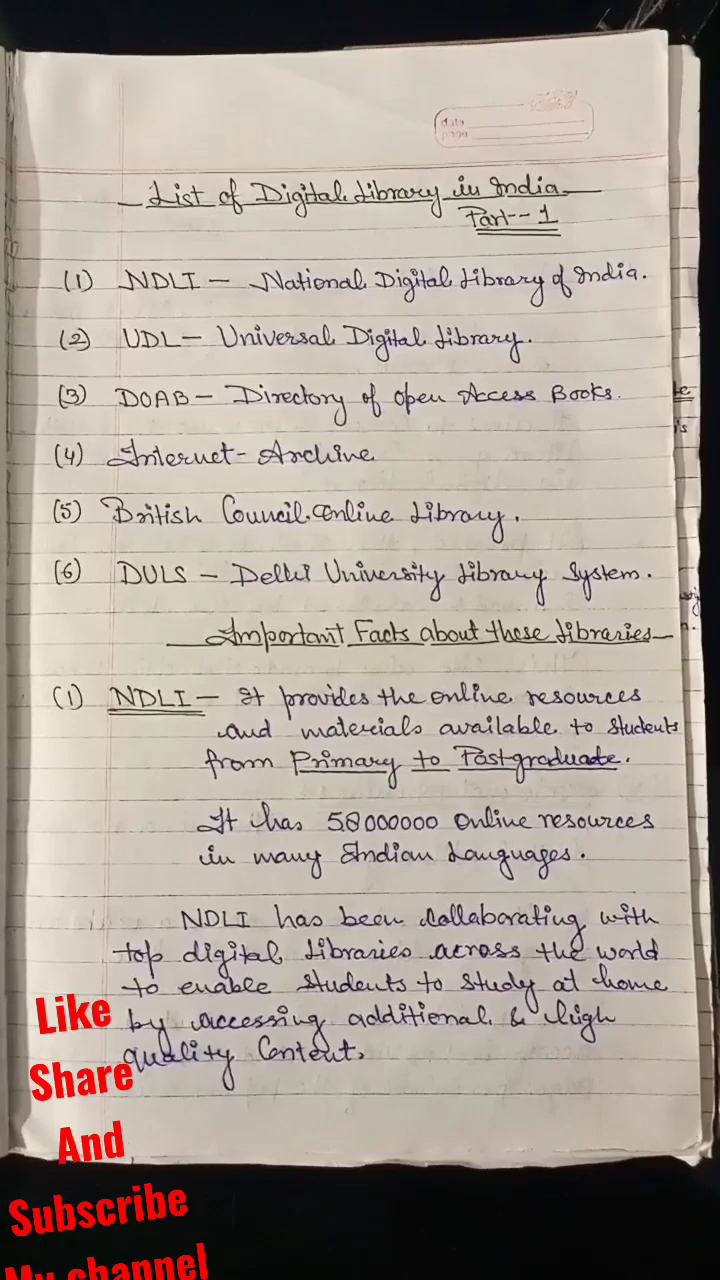 date
page
List of Digital Library in India
Part-- 1
(1) NDLI - National Digital Library of India.
(2) UDL - Universal Digital Library.
(3) DOAB - Directory of open Access Books.
(4) Internet - Archive
(5) British Council Online Library.
(6) DULS - Delhi University Library System.
Important Facts about these libraries
(1) NDLI - It provides the online resources
and materials available to students
from Primary to Postgraduate.
It has 58000000 Online resources
in many Indian Languages.
NDLI has been collaborating with
top digital libraries across the world
to enable students to study at home
by accessing additional & high
quality Content.
Like
Share
And
Subscribe
My channel